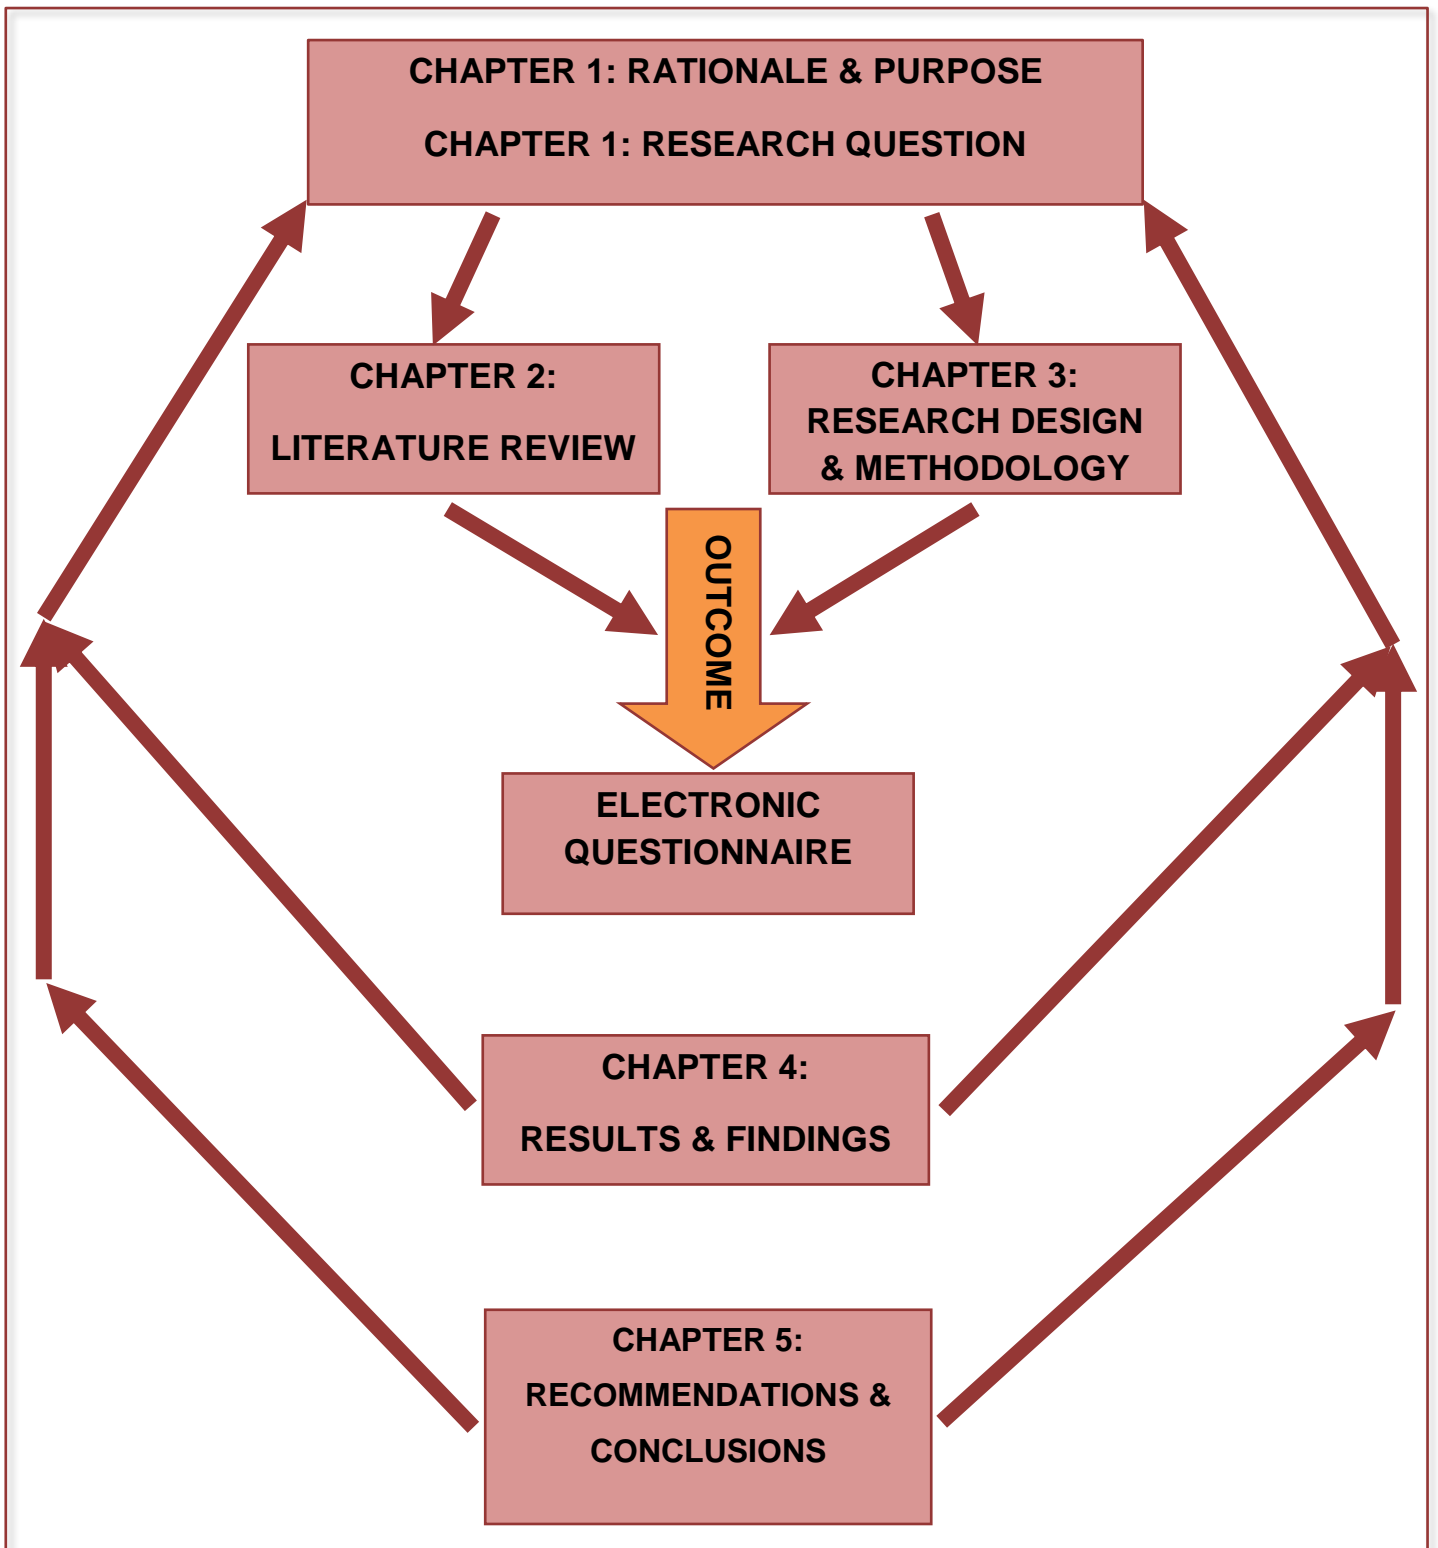 CHAPTER 1: RATIONALE & PURPOSE
CHAPTER 1: RESEARCH QUESTION
CHAPTER 2:
LITERATURE REVIEW
CHAPTER 3:
RESEARCH DESIGN
& METHODOLOGY
OUTCOME
ELECTRONIC
QUESTIONNAIRE
CHAPTER 4:
RESULTS & FINDINGS
CHAPTER 5:
RECOMMENDATIONS &
CONCLUSIONS